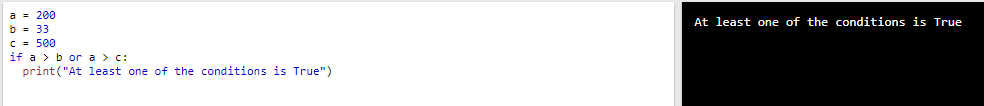 a = 200
b = 33
c = 500
if a > b or a > c:
  print("At least one of the conditions is True")
At least one of the conditions is True